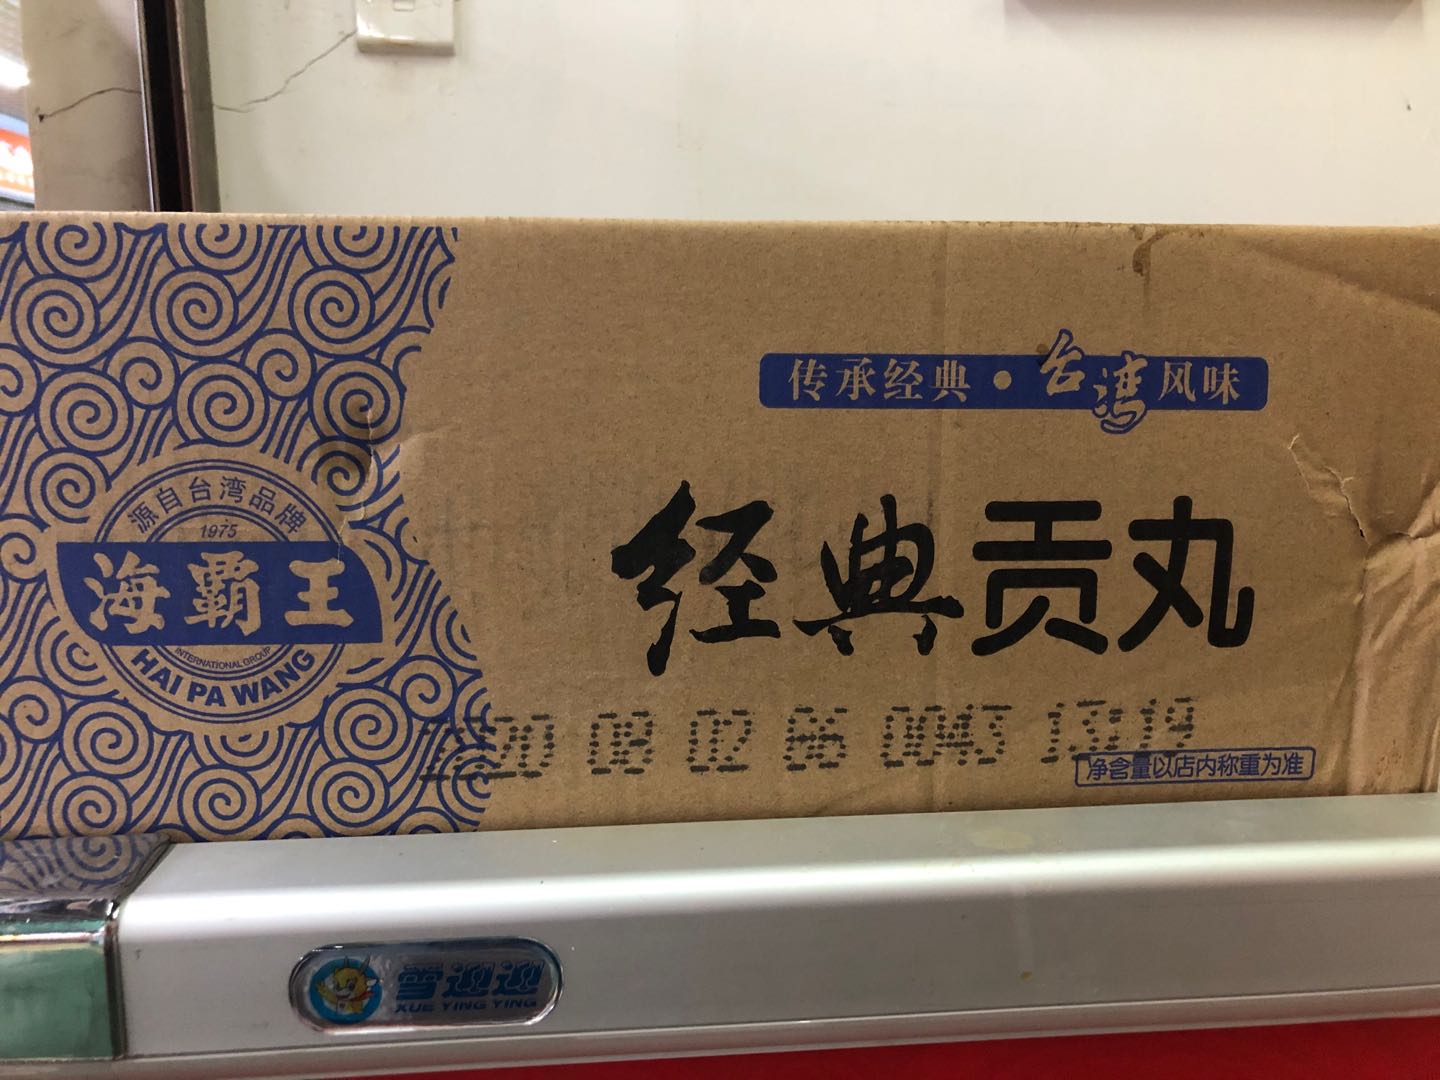 传承经典·台湾风味
源自台湾品牌
1975
海霸王
INTERNATIONAL GROUP
HAI PA WANG
经典贡丸
2020 08 02 66 0043 13:19
净含量以店内称重为准
雪迎迎
XUE YING YING